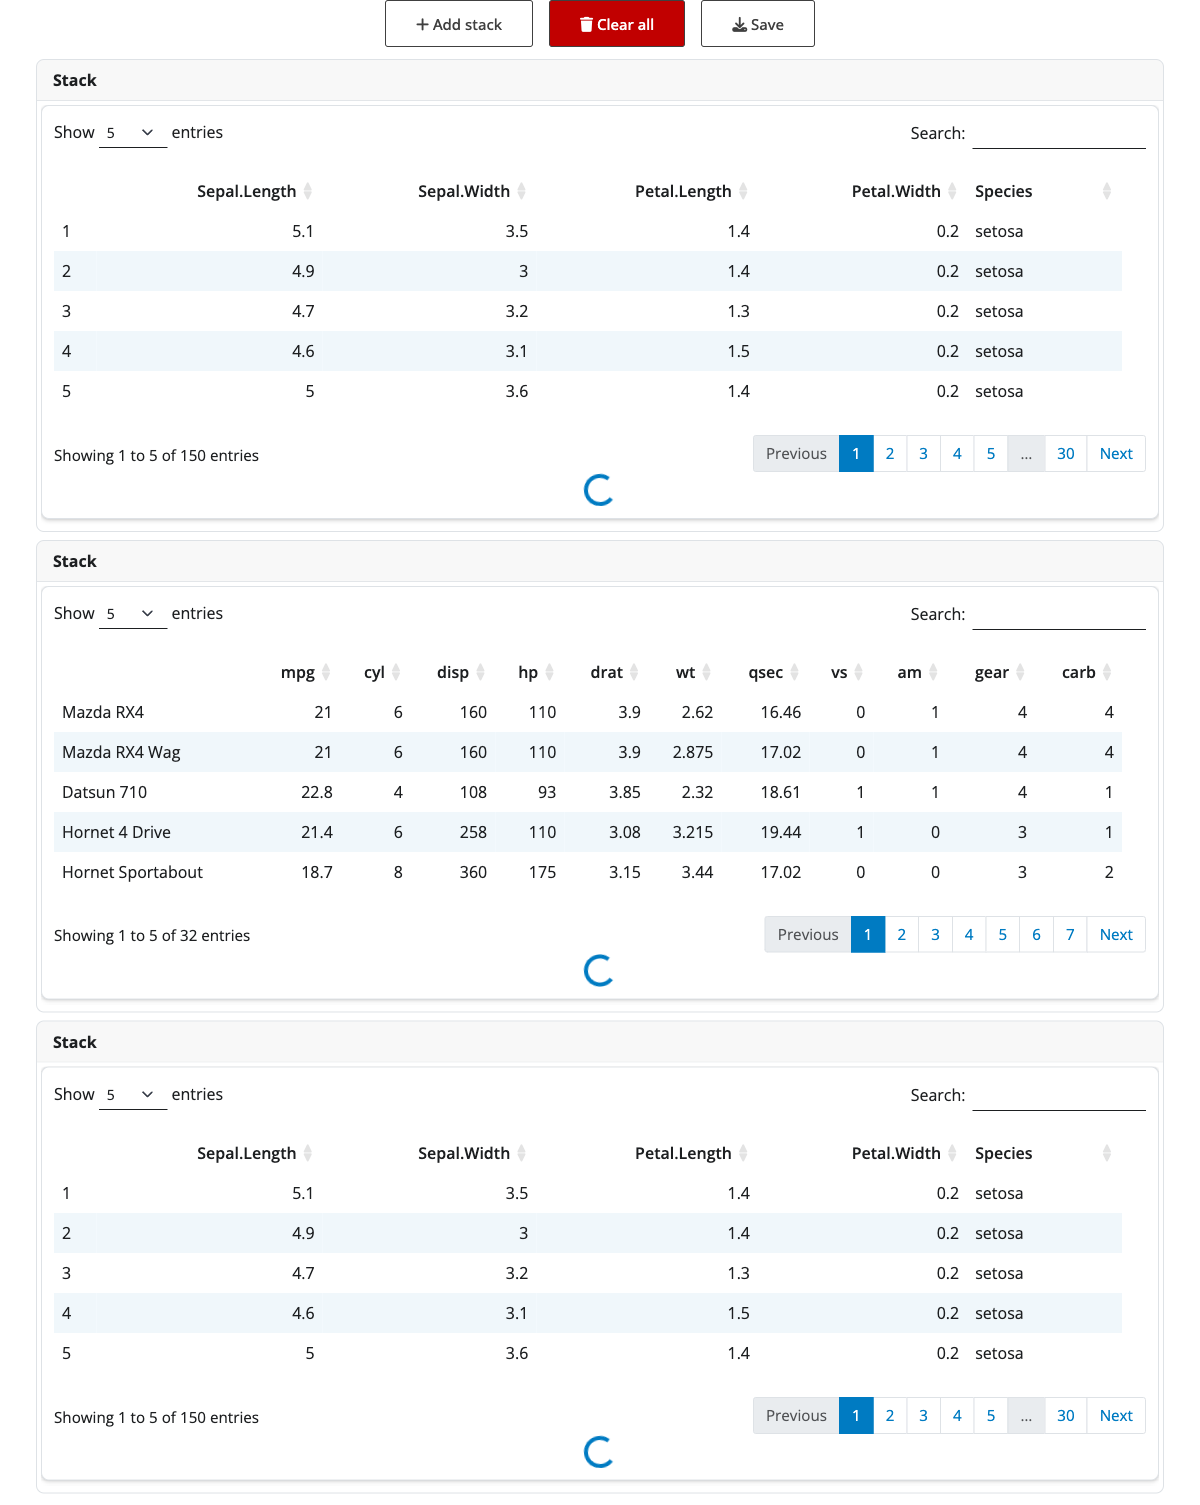 Add stack Clear all Save
Stack
Show 5 entries Search:
Sepal.Length Sepal.Width Petal.Length Petal.Width Species
1 5.1 3.5 1.4 0.2 setosa
2 4.9 3 1.4 0.2 setosa
3 4.7 3.2 1.3 0.2 setosa
4 4.6 3.1 1.5 0.2 setosa
5 5 3.6 1.4 0.2 setosa
Showing 1 to 5 of 150 entries Previous 1 2 3 4 5 … 30 Next
Stack
Show 5 entries Search:
mpg cyl disp hp drat wt qsec vs am gear carb
Mazda RX4 21 6 160 110 3.9 2.62 16.46 0 1 4 4
Mazda RX4 Wag 21 6 160 110 3.9 2.875 17.02 0 1 4 4
Datsun 710 22.8 4 108 93 3.85 2.32 18.61 1 1 4 1
Hornet 4 Drive 21.4 6 258 110 3.08 3.215 19.44 1 0 3 1
Hornet Sportabout 18.7 8 360 175 3.15 3.44 17.02 0 0 3 2
Showing 1 to 5 of 32 entries Previous 1 2 3 4 5 6 7 Next
Stack
Show 5 entries Search:
Sepal.Length Sepal.Width Petal.Length Petal.Width Species
1 5.1 3.5 1.4 0.2 setosa
2 4.9 3 1.4 0.2 setosa
3 4.7 3.2 1.3 0.2 setosa
4 4.6 3.1 1.5 0.2 setosa
5 5 3.6 1.4 0.2 setosa
Showing 1 to 5 of 150 entries Previous 1 2 3 4 5 … 30 Next